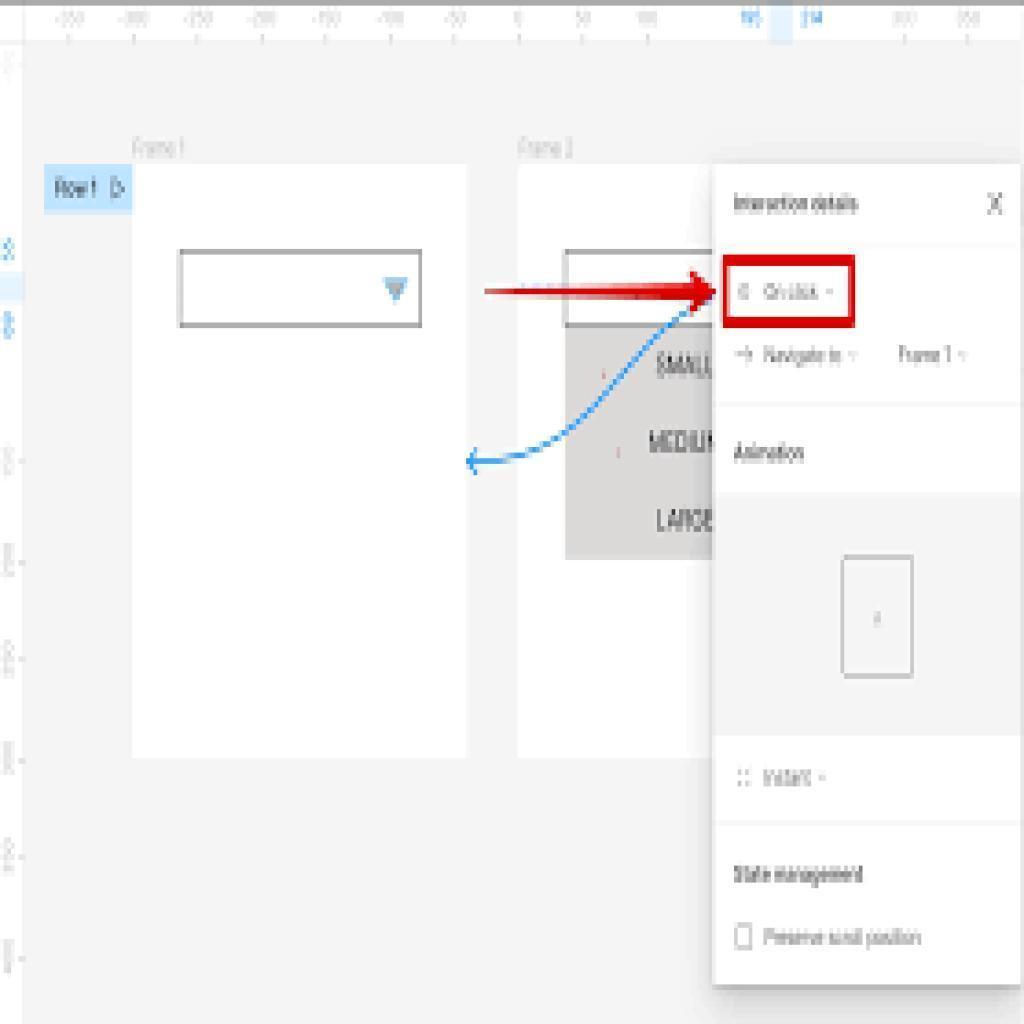 -350 -300 -250 -200 -150 -100 -50 0 50 100 195 214 300 350
Frame 1
Frame 2
Flow 1
Interaction details
On click
SMALL
Navigate to
Frame 1
MEDIUM
Animation
LARGE
Instant
State management
Preserve scroll position